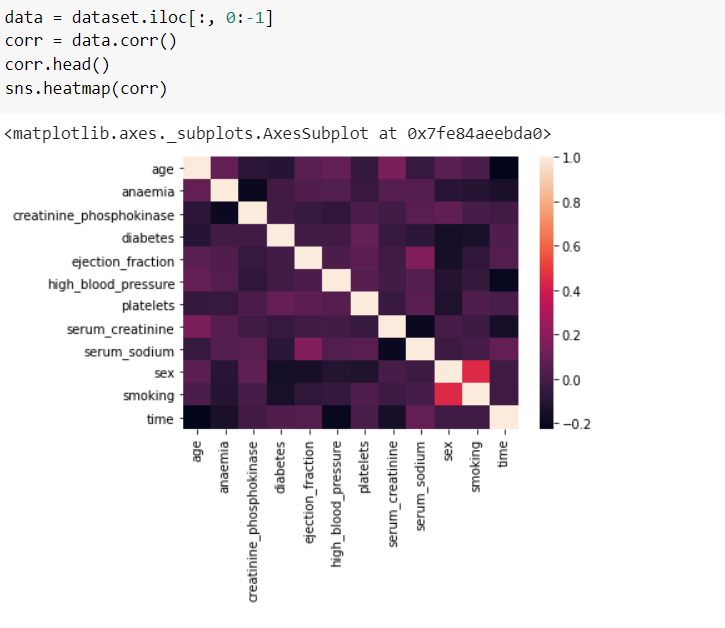 data = dataset.iloc[:, 0:-1]
corr = data.corr()
corr.head()
sns.heatmap(corr)
<matplotlib.axes._subplots.AxesSubplot at 0x7fe84aeebda0>
age
anaemia
creatinine_phosphokinase
diabetes
ejection_fraction
high_blood_pressure
platelets
serum_creatinine
serum_sodium
sex
smoking
time
1.0
0.8
0.6
0.4
0.2
0.0
−0.2
age
anaemia
creatinine_phosphokinase
diabetes
ejection_fraction
high_blood_pressure
platelets
serum_creatinine
serum_sodium
sex
smoking
time